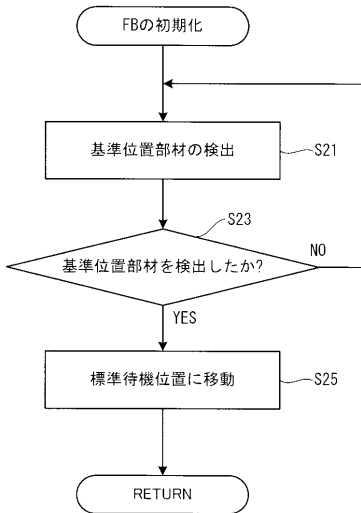 FBの初期化
基準位置部材の検出
S21
S23
基準位置部材を検出したか?
NO
YES
標準待機位置に移動
S25
RETURN